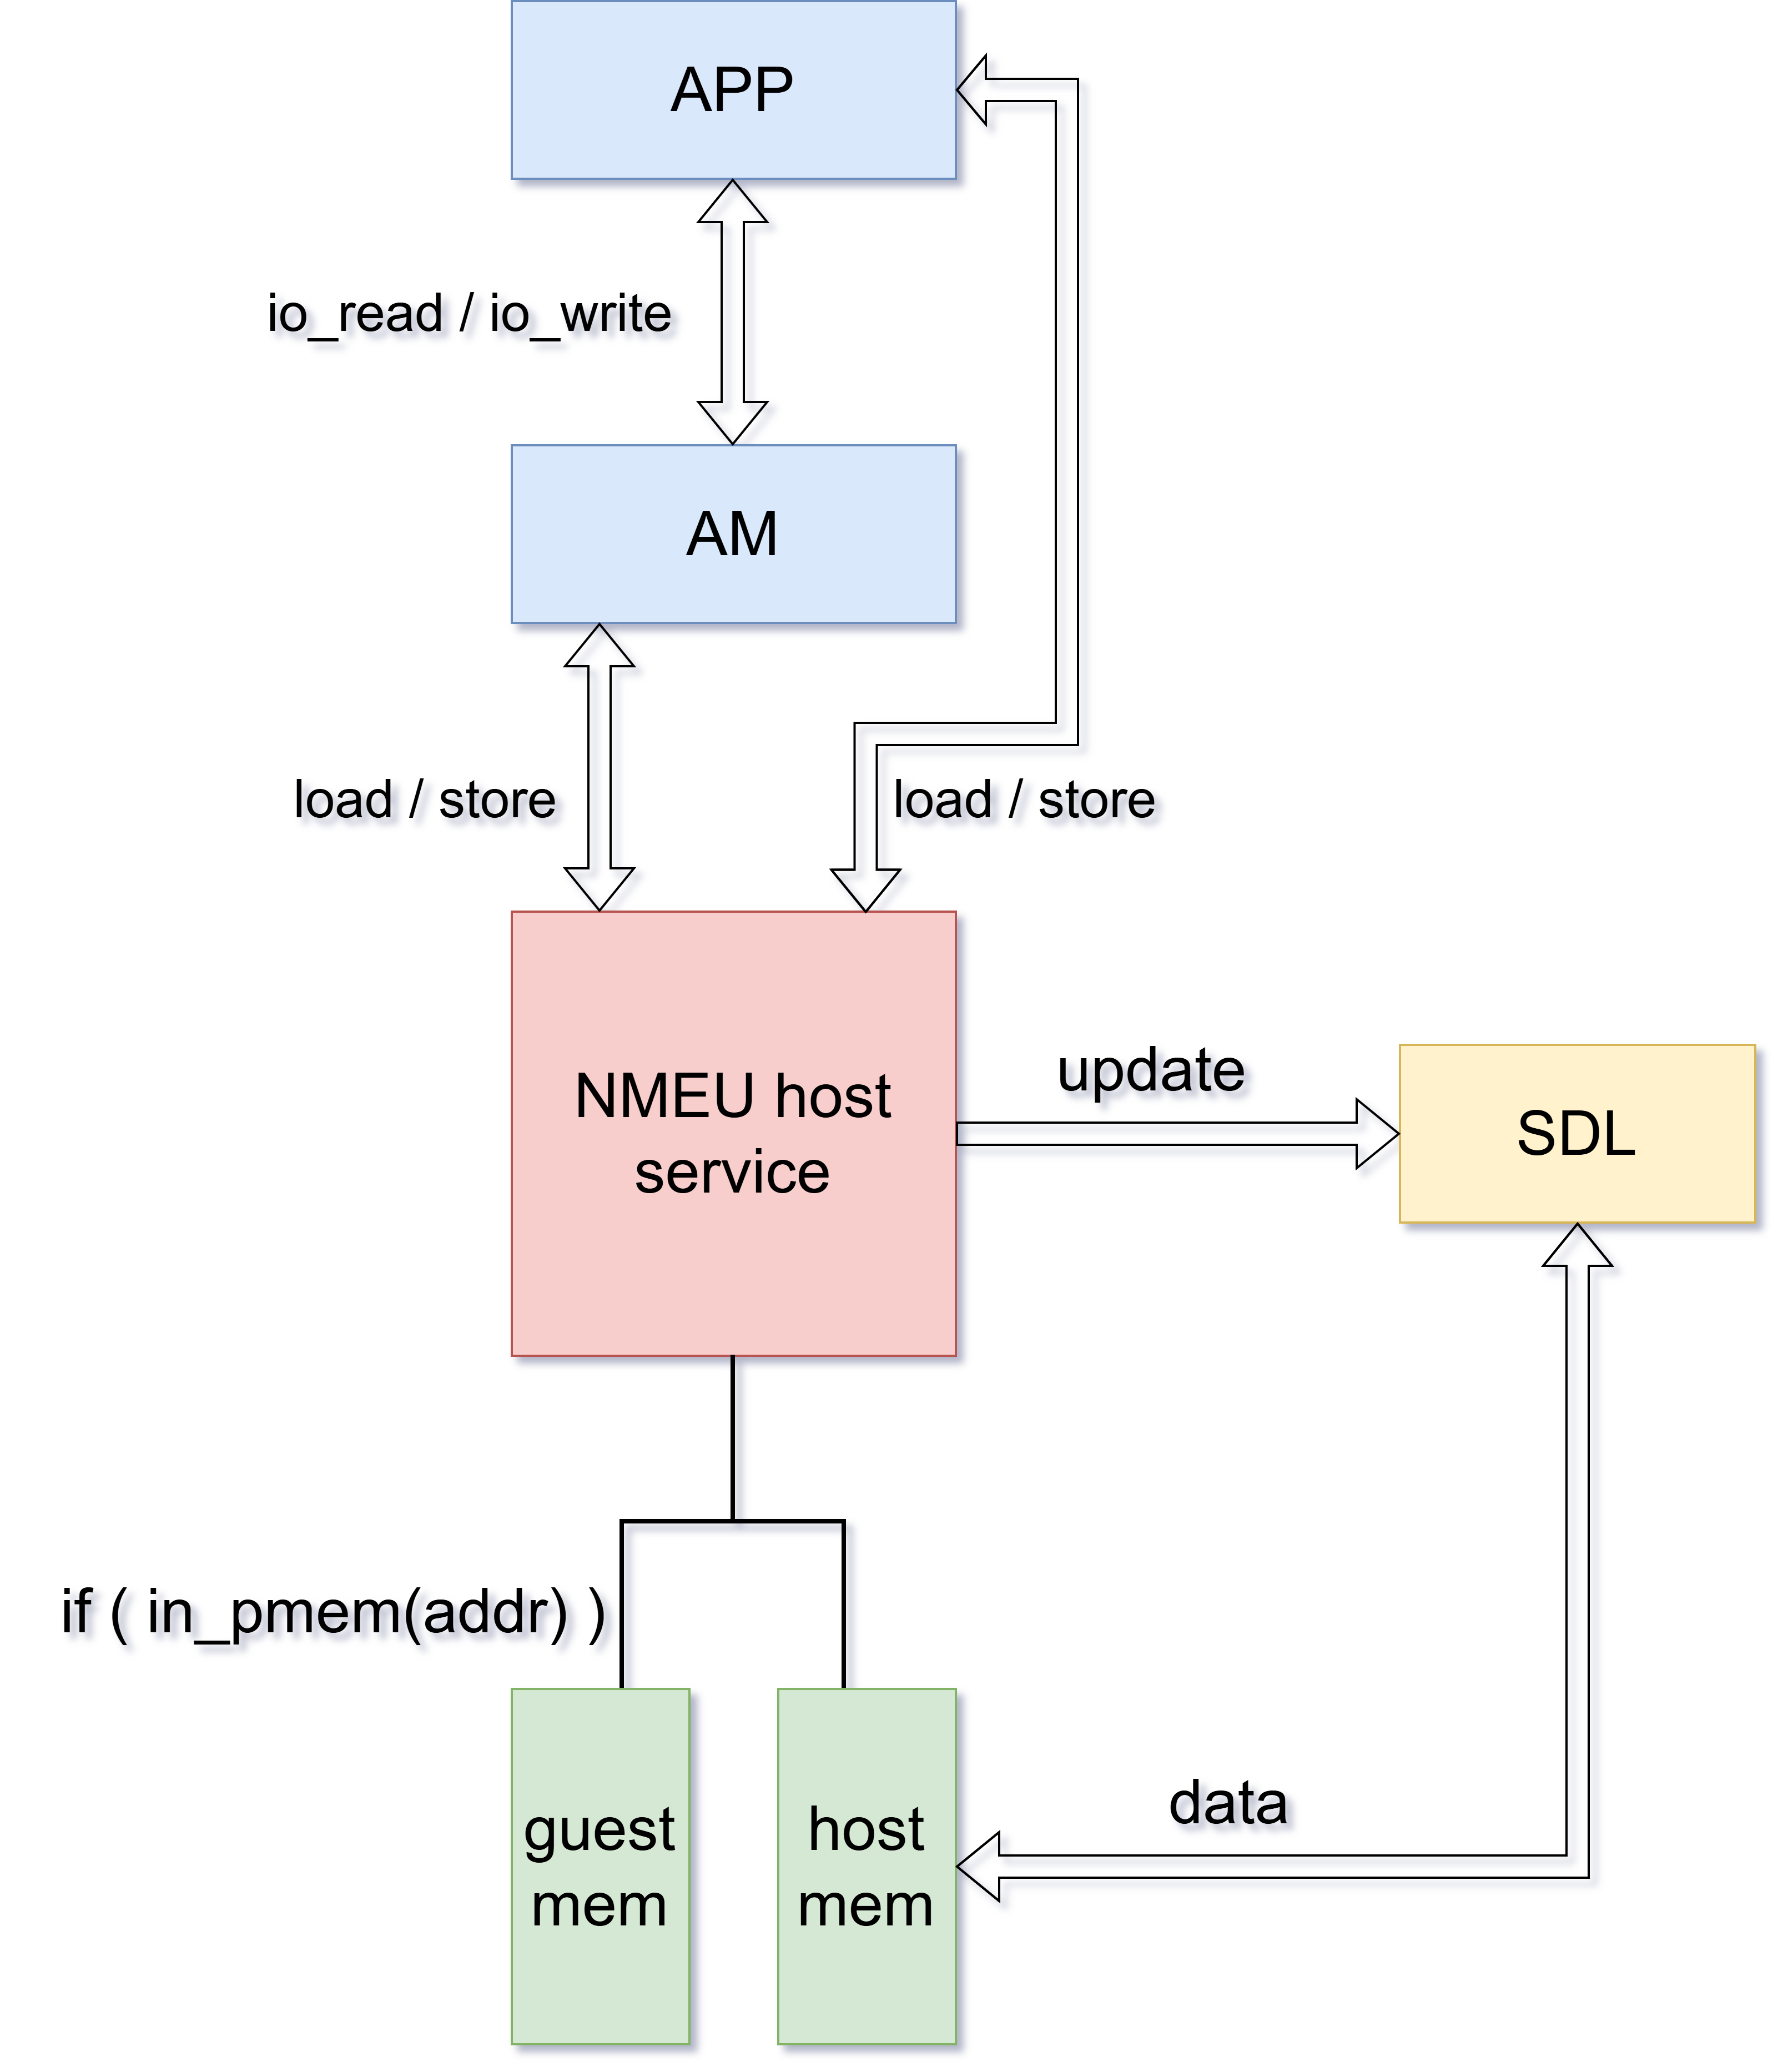 APP
io_read / io_write
AM
load / store
load / store
NMEU host
service
update
SDL
if ( in_pmem(addr) )
guest
mem
host
mem
data